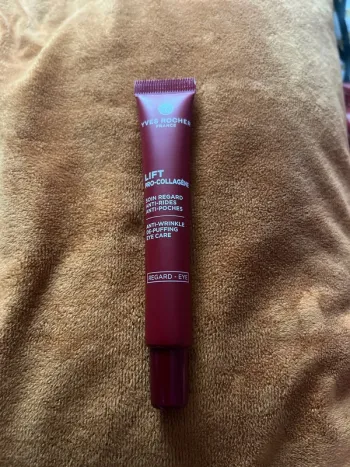 YVES ROCHER
FRANCE
LIFT
PRO-COLLAGÈNE
SOIN REGARD
ANTI-RIDES
ANTI-POCHES
ANTI-WRINKLE
DE-PUFFING
EYE CARE
REGARD - EYE